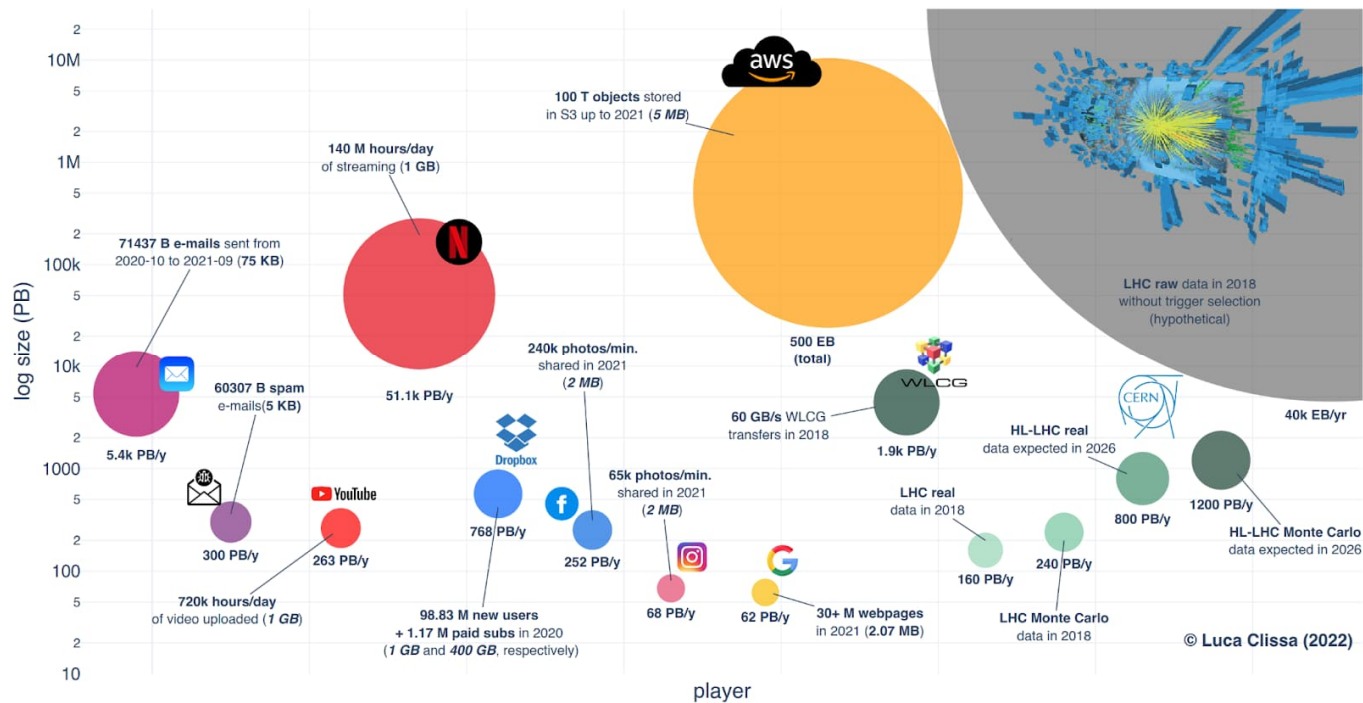 log size (PB)
2
10M
5
2
1M
5
2
100k
5
2
10k
5
2
1000
5
2
100
5
2
10
player
71437 B e-mails sent from
2020-10 to 2021-09 (75 KB)
5.4k PB/y
60307 B spam
e-mails(5 KB)
300 PB/y
YouTube
263 PB/y
720k hours/day
of video uploaded (1 GB)
140 M hours/day
of streaming (1 GB)
N
51.1k PB/y
Dropbox
768 PB/y
98.83 M new users
+ 1.17 M paid subs in 2020
(1 GB and 400 GB, respectively)
240k photos/min.
shared in 2021
(2 MB)
f
252 PB/y
65k photos/min.
shared in 2021
(2 MB)
68 PB/y
G
62 PB/y
30+ M webpages
in 2021 (2.07 MB)
aws
100 T objects stored
in S3 up to 2021 (5 MB)
500 EB
(total)
WLCG
60 GB/s WLCG
transfers in 2018
1.9k PB/y
LHC real
data in 2018
160 PB/y
240 PB/y
LHC Monte Carlo
data in 2018
CERN
HL-LHC real
data expected in 2026
800 PB/y
1200 PB/y
HL-LHC Monte Carlo
data expected in 2026
LHC raw data in 2018
without trigger selection
(hypothetical)
40k EB/yr
© Luca Clissa (2022)